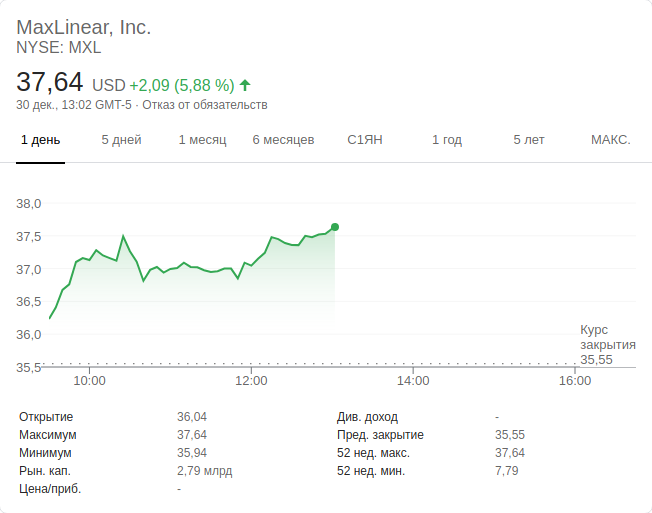 MaxLinear, Inc.
NYSE: MXL
37,64 USD +2,09 (5,88 %)
30 дек., 13:02 GMT-5 · Отказ от обязательств
1 день 5 дней 1 месяц 6 месяцев С1ЯН 1 год 5 лет МАКС.
38,0
37,5
37,0
36,5
36,0
35,5
Курс
закрытия
35,55
10:00 12:00 14:00 16:00
Открытие 36,04 Див. доход -
Максимум 37,64 Пред. закрытие 35,55
Минимум 35,94 52 нед. макс. 37,64
Рын. кап. 2,79 млрд 52 нед. мин. 7,79
Цена/приб. -